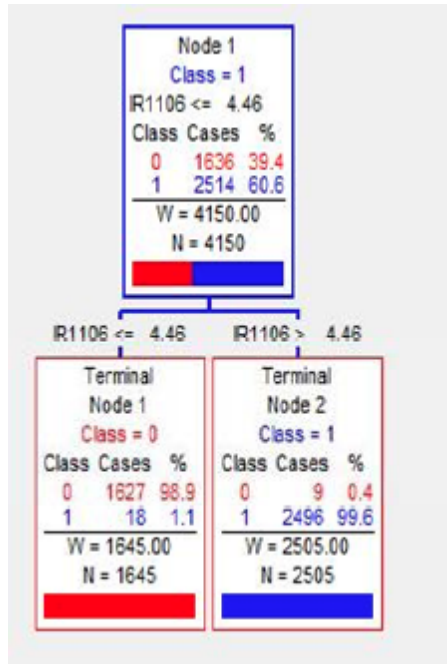 Node 1
Class = 1
IR1106 <= 4.46
Class Cases %
0 1636 39.4
1 2514 60.6
W = 4150.00
N = 4150
IR1106 <= 4.46
IR1106 > 4.46
Terminal
Node 1
Class = 0
Class Cases %
0 1627 98.9
1 18 1.1
W = 1645.00
N = 1645
Terminal
Node 2
Class = 1
Class Cases %
0 9 0.4
1 2496 99.6
W = 2505.00
N = 2505